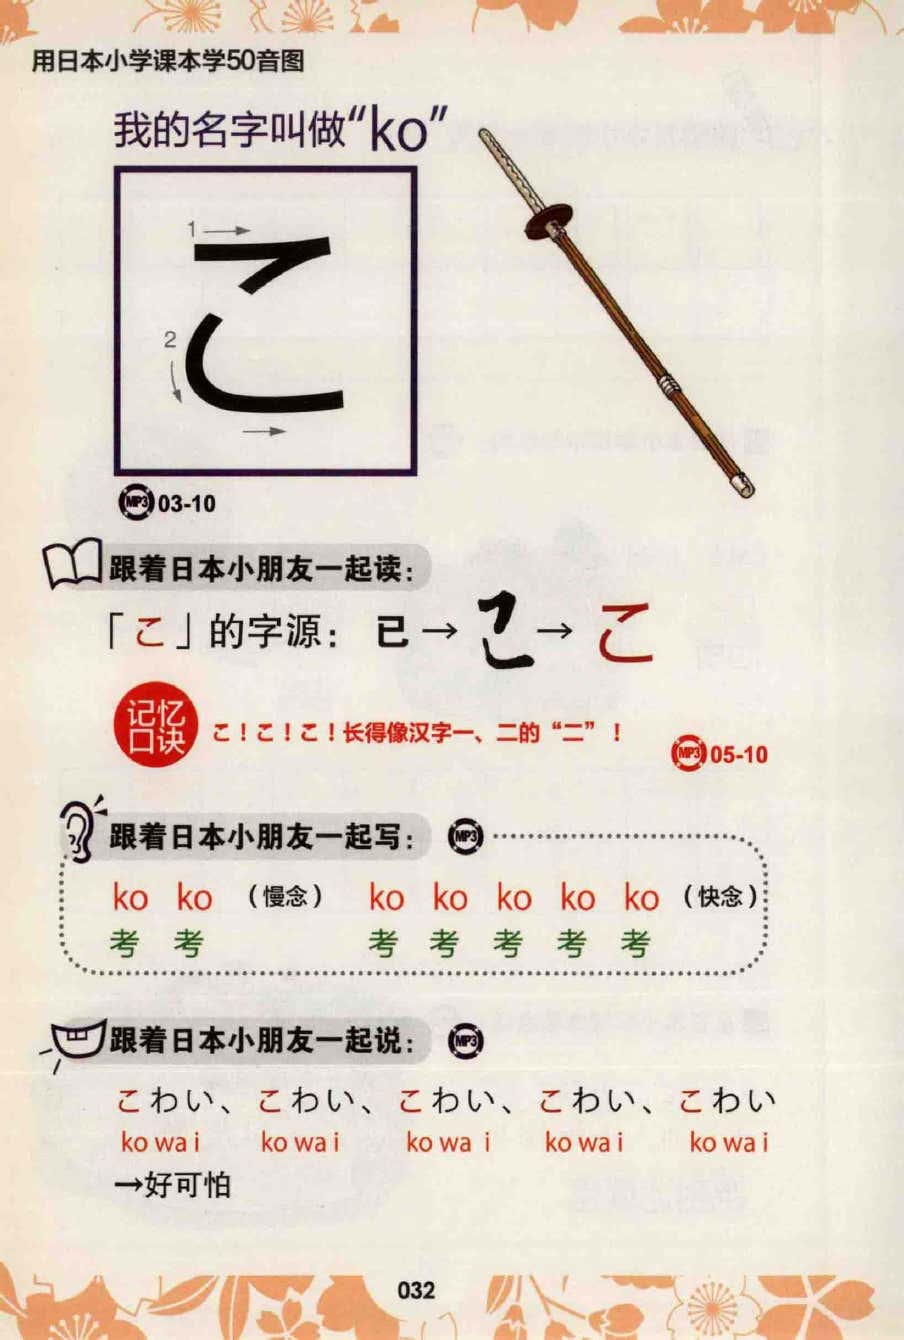 用日本小学课本学50音图
我的名字叫做“ko”
1
こ
2
MP3 03-10
跟着日本小朋友一起读：
「こ」的字源：已→こ→こ
记忆
口诀
こ！こ！こ！长得像汉字一、二的“二”！
MP3 05-10
跟着日本小朋友一起写： MP3
ko ko （慢念） ko ko ko ko ko （快念）
考 考 考 考 考 考 考
跟着日本小朋友一起说： MP3
こわい、こわい、こわい、こわい、こわい
ko wa i ko wa i ko wa i ko wa i ko wa i
→好可怕
032